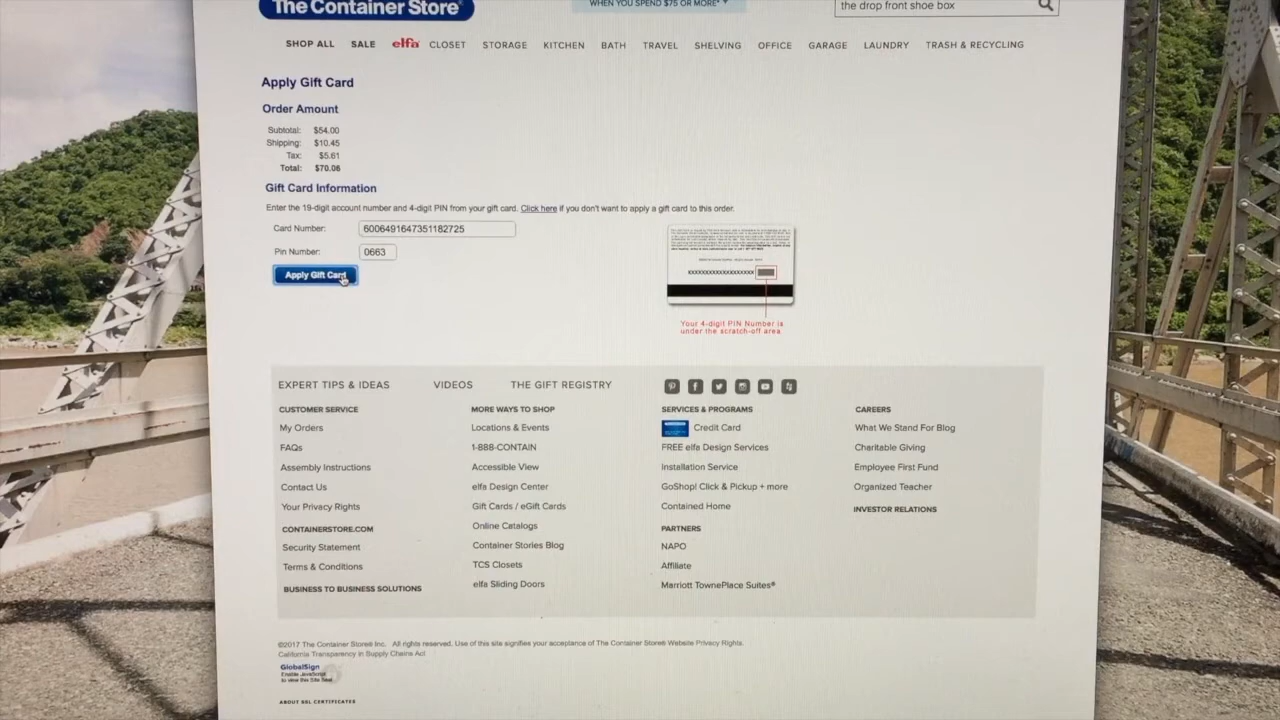 The Container Store
WHEN YOU SPEND $75 OR MORE*
the drop front shoe box
SHOP ALL SALE elfa CLOSET STORAGE KITCHEN BATH TRAVEL SHELVING OFFICE GARAGE LAUNDRY TRASH & RECYCLING
Apply Gift Card
Order Amount
Subtotal: $54.00
Shipping: $10.45
Tax: $5.61
Total: $70.06
Gift Card Information
Enter the 19-digit account number and 4-digit PIN from your gift card. Click here if you don't want to apply a gift card to this order.
Card Number: 6006491647351182725
Pin Number: 0663
Apply Gift Card
XXXXXXXXXXXXXXXXXXX
Your 4-digit PIN Number is
under the scratch-off area
EXPERT TIPS & IDEAS VIDEOS THE GIFT REGISTRY
CUSTOMER SERVICE
My Orders
FAQs
Assembly Instructions
Contact Us
Your Privacy Rights
CONTAINERSTORE.COM
Security Statement
Terms & Conditions
BUSINESS TO BUSINESS SOLUTIONS
MORE WAYS TO SHOP
Locations & Events
1-888-CONTAIN
Accessible View
elfa Design Center
Gift Cards / eGift Cards
Online Catalogs
Container Stories Blog
TCS Closets
elfa Sliding Doors
SERVICES & PROGRAMS
Credit Card
FREE elfa Design Services
Installation Service
GoShop! Click & Pickup + more
Contained Home
PARTNERS
NAPO
Affiliate
Marriott TownePlace Suites®
CAREERS
What We Stand For Blog
Charitable Giving
Employee First Fund
Organized Teacher
INVESTOR RELATIONS
©2017 The Container Store® Inc. All rights reserved. Use of this site signifies your acceptance of The Container Store® Website Privacy Rights.
California Transparency in Supply Chains Act
GlobalSign
Enable JavaScript
to view this Site Seal
ABOUT SSL CERTIFICATES